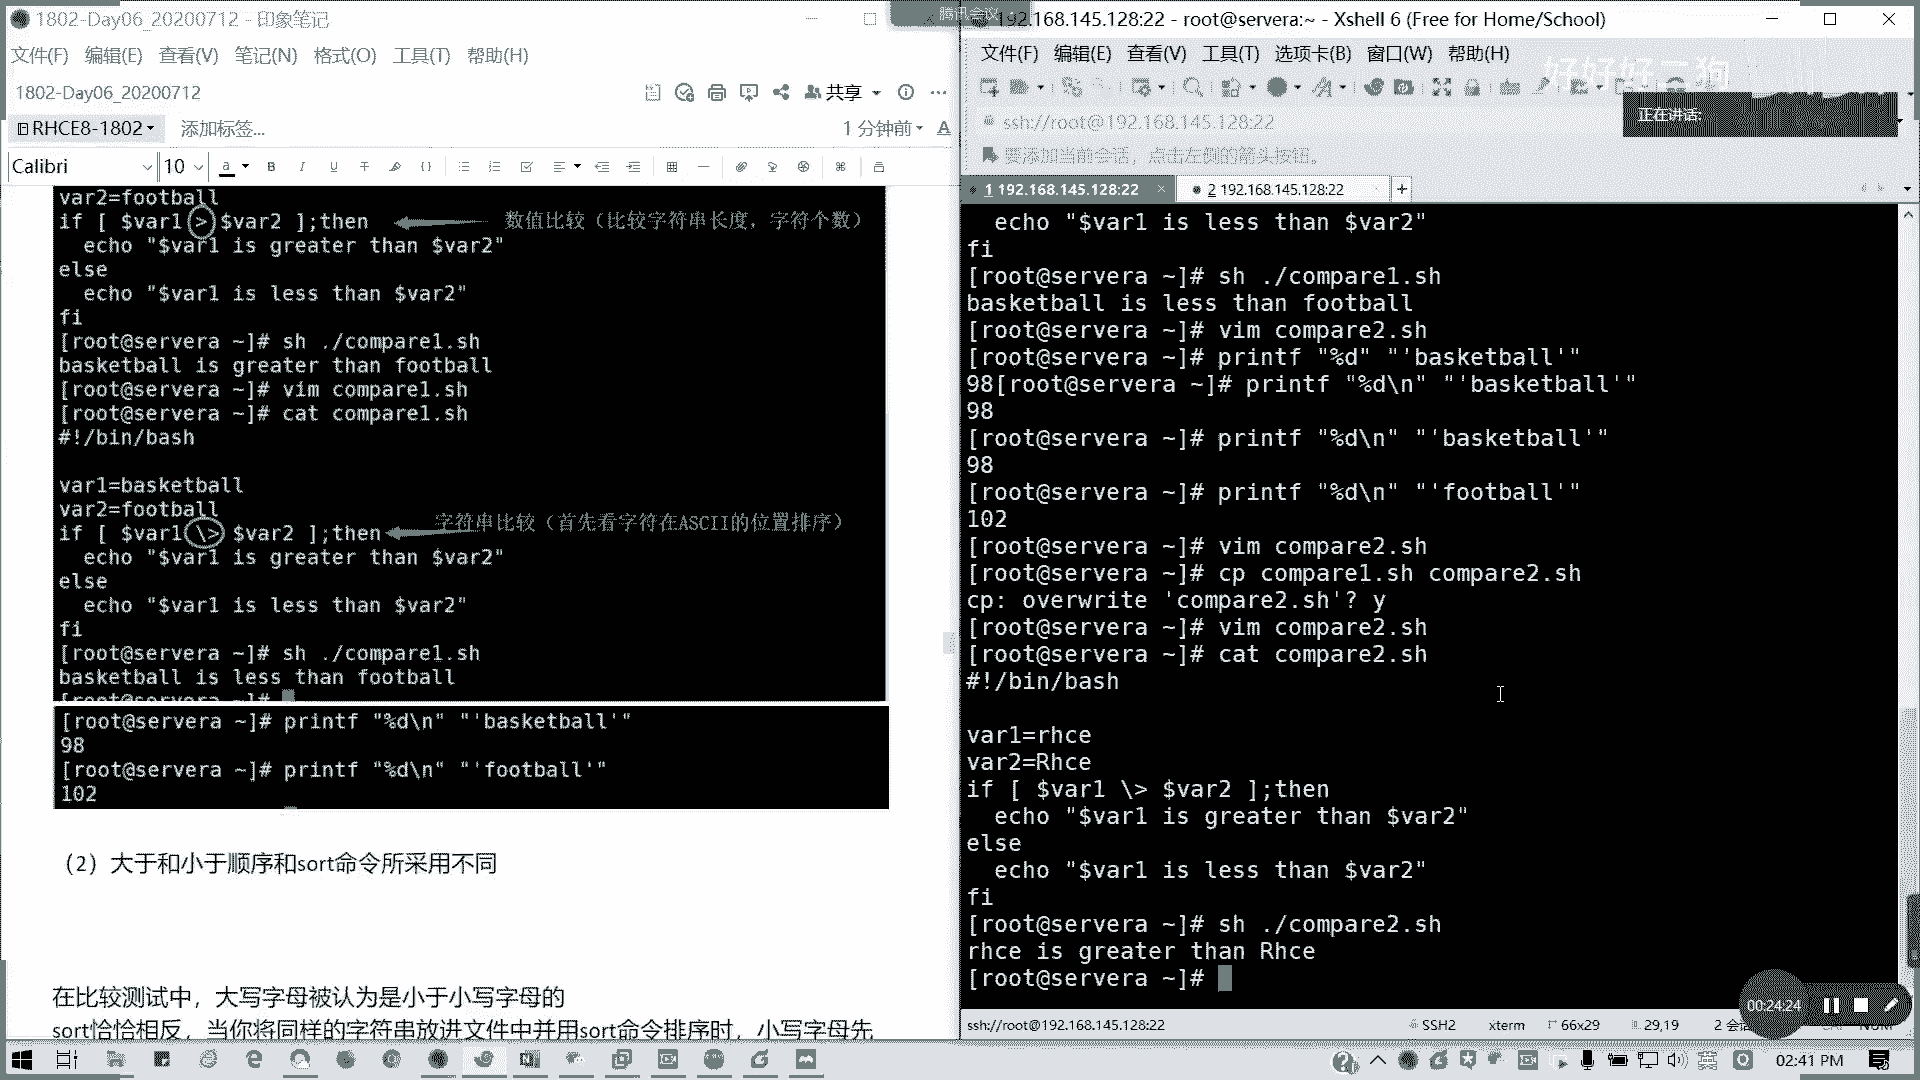 1802-Day06_20200712 - 印象笔记
文件(F) 编辑(E) 查看(V) 笔记(N) 格式(O) 工具(T) 帮助(H)
1802-Day06_20200712
共享
RHCE8-1802
添加标签...
1 分钟前
Calibri
10
var2=football
if [ $var1 > $var2 ];then
数值比较（比较字符串长度，字符个数）
  echo "$var1 is greater than $var2"
else
  echo "$var1 is less than $var2"
fi
[root@servera ~]# sh ./compare1.sh
basketball is greater than football
[root@servera ~]# vim compare1.sh
[root@servera ~]# cat compare1.sh
#!/bin/bash
var1=basketball
var2=football
if [ $var1 \> $var2 ];then
字符串比较（首先看字符在ASCII的位置排序）
  echo "$var1 is greater than $var2"
else
  echo "$var1 is less than $var2"
fi
[root@servera ~]# sh ./compare1.sh
basketball is less than football
[root@servera ~]#
[root@servera ~]# printf "%d\n" "'basketball'"
98
[root@servera ~]# printf "%d\n" "'football'"
102
（2）大于和小于顺序和sort命令所采用不同
在比较测试中，大写字母被认为是小于小写字母的
sort恰恰相反，当你将同样的字符串放进文件中并用sort命令排序时，小写字母先
腾讯会议
192.168.145.128:22 - root@servera:~ - Xshell 6 (Free for Home/School)
文件(F) 编辑(E) 查看(V) 工具(T) 选项卡(B) 窗口(W) 帮助(H)
好好好二狗
正在讲话:
ssh://root@192.168.145.128:22
要添加当前会话，点击左侧的箭头按钮。
1 192.168.145.128:22
2 192.168.145.128:22
  echo "$var1 is less than $var2"
fi
[root@servera ~]# sh ./compare1.sh
basketball is less than football
[root@servera ~]# vim compare2.sh
[root@servera ~]# printf "%d" "'basketball'"
98[root@servera ~]# printf "%d\n" "'basketball'"
98
[root@servera ~]# printf "%d\n" "'basketball'"
98
[root@servera ~]# printf "%d\n" "'football'"
102
[root@servera ~]# vim compare2.sh
[root@servera ~]# cp compare1.sh compare2.sh
cp: overwrite 'compare2.sh'? y
[root@servera ~]# vim compare2.sh
[root@servera ~]# cat compare2.sh
#!/bin/bash
var1=rhce
var2=Rhce
if [ $var1 \> $var2 ];then
  echo "$var1 is greater than $var2"
else
  echo "$var1 is less than $var2"
fi
[root@servera ~]# sh ./compare2.sh
rhce is greater than Rhce
[root@servera ~]#
00:24:24
ssh://root@192.168.145.128:22
SSH2
xterm
66x29
29,19
2 会话
NUM
英
02:41 PM